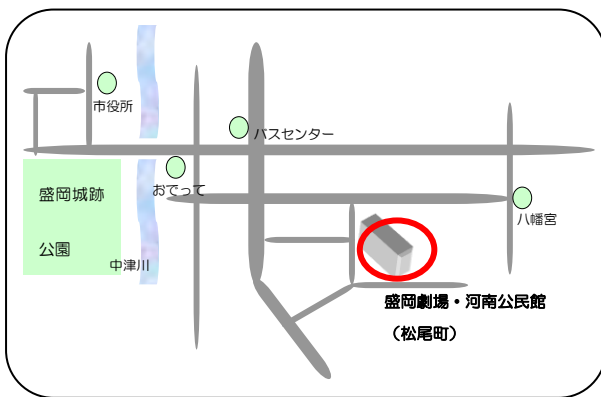 市役所
バスセンター
盛岡城跡
公園
おでって
八幡宮
中津川
盛岡劇場・河南公民館
（松尾町）